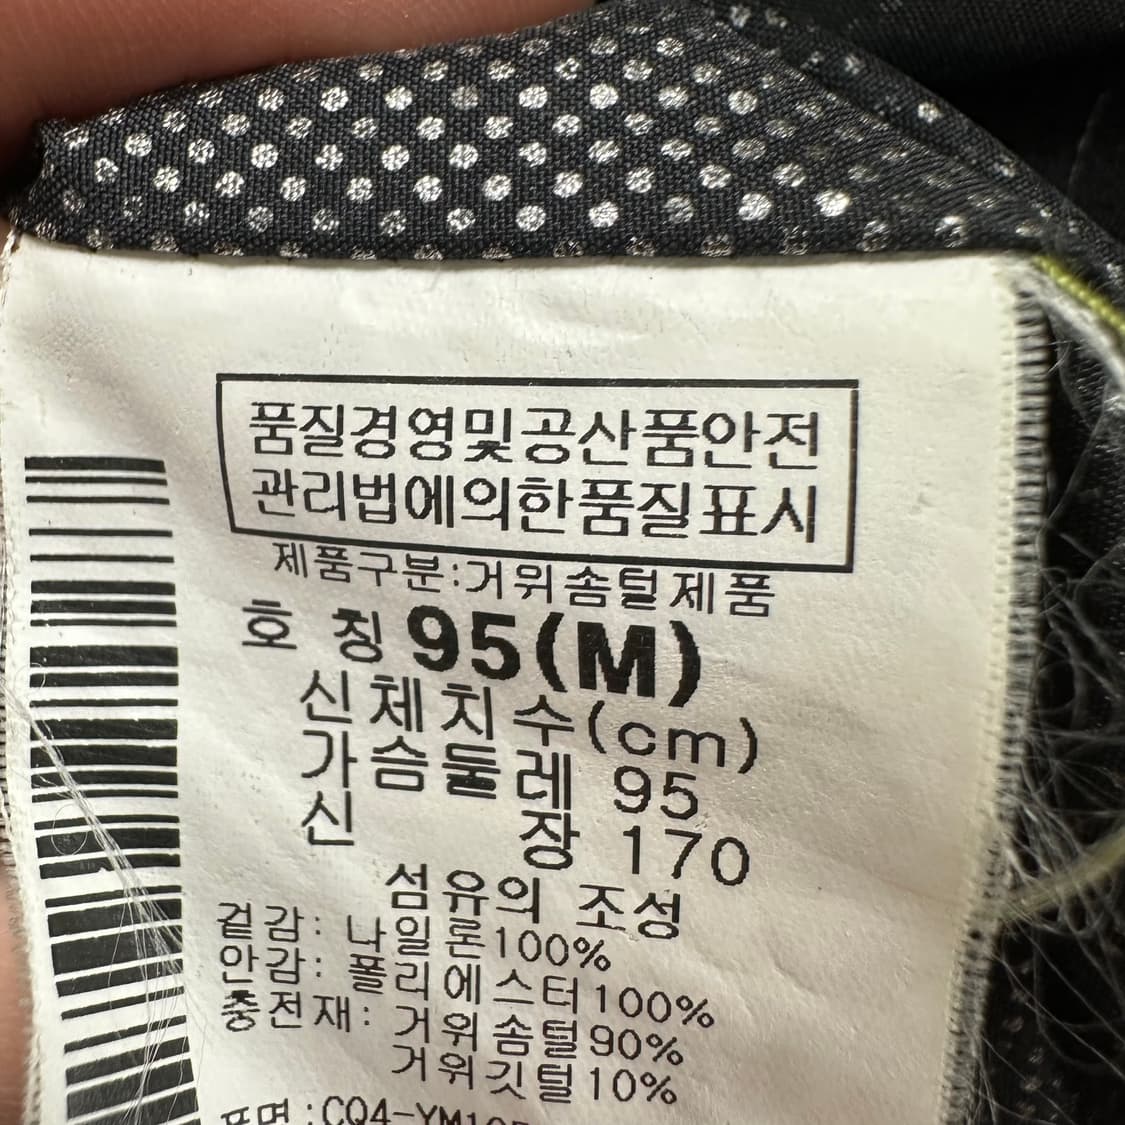 품질경영및공산품안전
관리법에의한품질표시
제품구분:거위솜털제품
호 칭 95(M)
신체치수(cm)
가슴둘레 95
신 장 170
섬유의 조성
겉감: 나일론100%
안감: 폴리에스터100%
충전재: 거위솜털90%
거위깃털10%
품명:CQ4-YM